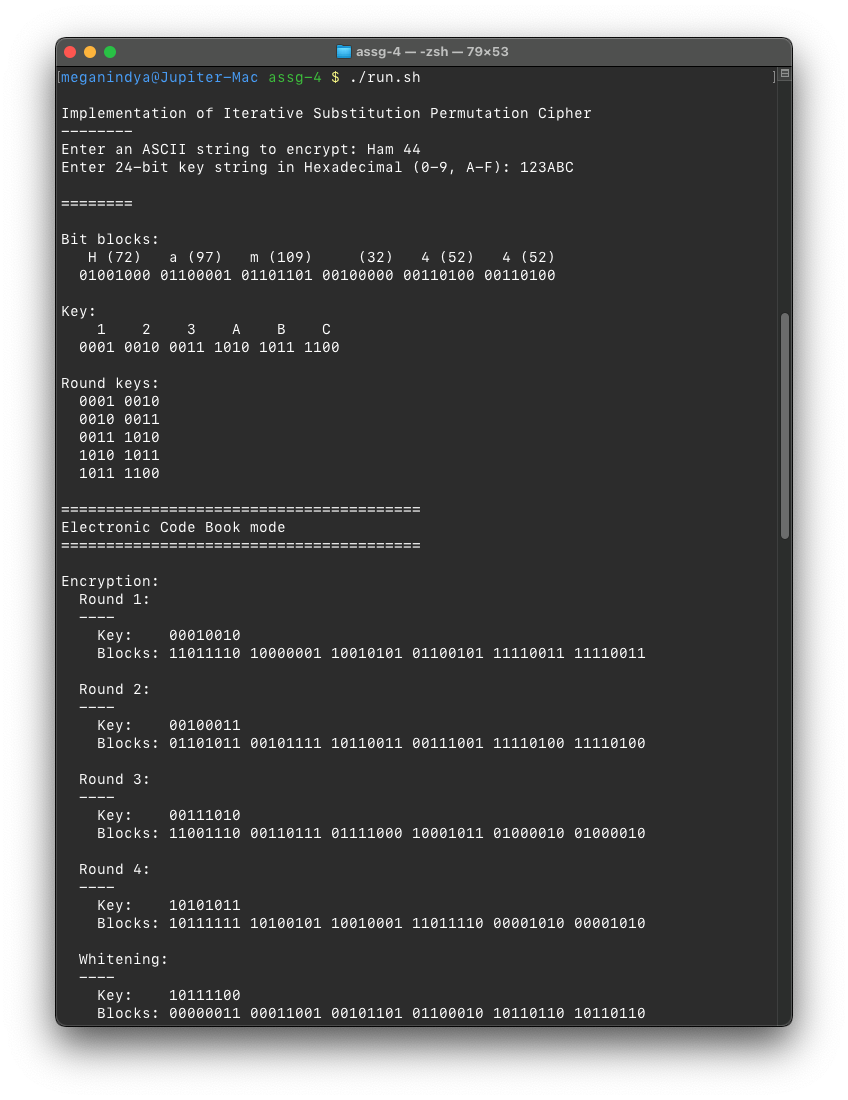 assg-4 — -zsh — 79×53
[meganindya@Jupiter-Mac assg-4 $ ./run.sh ]
Implementation of Iterative Substitution Permutation Cipher
--------
Enter an ASCII string to encrypt: Ham 44
Enter 24-bit key string in Hexadecimal (0-9, A-F): 123ABC
========
Bit blocks:
   H (72)   a (97)   m (109)     (32)   4 (52)   4 (52)
  01001000 01100001 01101101 00100000 00110100 00110100
Key:
    1    2    3    A    B    C
  0001 0010 0011 1010 1011 1100
Round keys:
  0001 0010
  0010 0011
  0011 1010
  1010 1011
  1011 1100
========================================
Electronic Code Book mode
========================================
Encryption:
  Round 1:
  ----
    Key:    00010010
    Blocks: 11011110 10000001 10010101 01100101 11110011 11110011
  Round 2:
  ----
    Key:    00100011
    Blocks: 01101011 00101111 10110011 00111001 11110100 11110100
  Round 3:
  ----
    Key:    00111010
    Blocks: 11001110 00110111 01111000 10001011 01000010 01000010
  Round 4:
  ----
    Key:    10101011
    Blocks: 10111111 10100101 10010001 11011110 00001010 00001010
  Whitening:
  ----
    Key:    10111100
    Blocks: 00000011 00011001 00101101 01100010 10110110 10110110